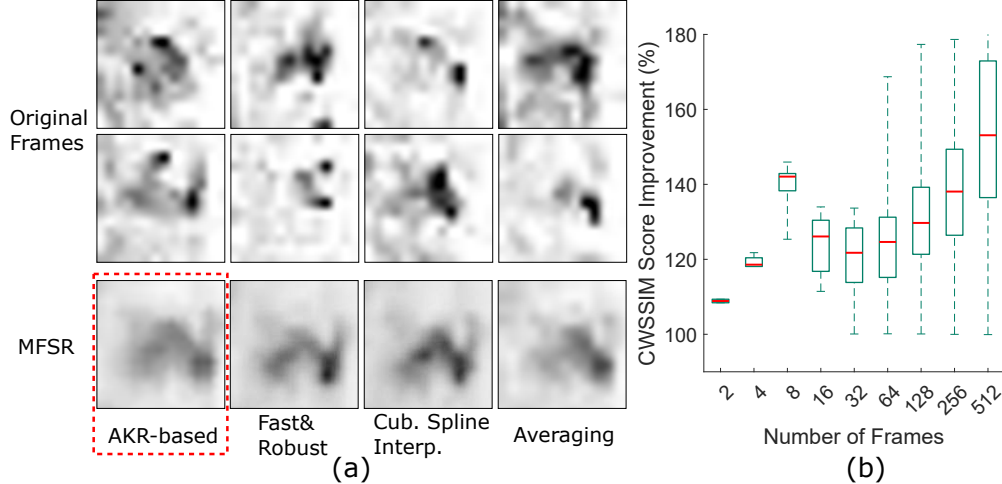 Original
Frames
MFSR
AKR-based
Fast&
Robust
Cub. Spline
Interp.
Averaging
(a)
CWSSIM Score Improvement (%)
180
160
140
120
100
2
4
8
16
32
64
128
256
512
Number of Frames
(b)